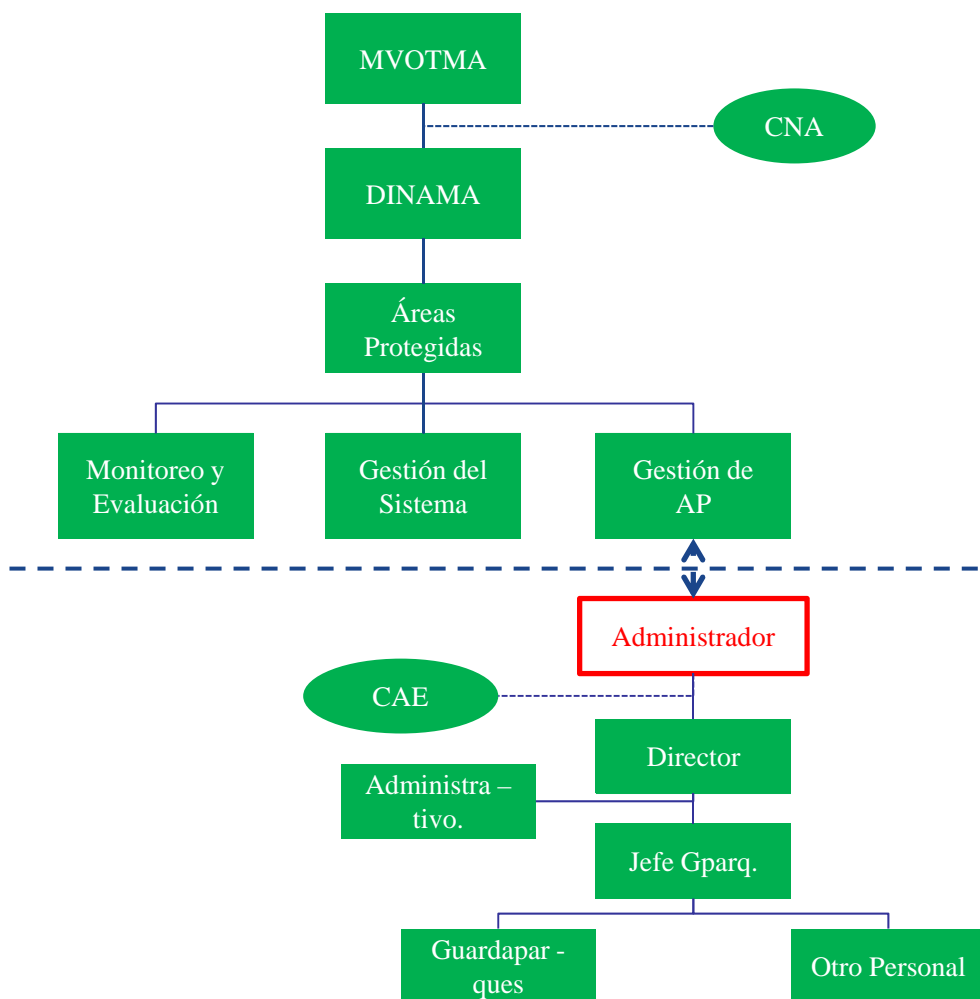 MVOTMA
CNA
DINAMA
Áreas
Protegidas
Monitoreo y
Evaluación
Gestión del
Sistema
Gestión de
AP
Administrador
CAE
Director
Administra –
tivo.
Jefe Gparq.
Guardapar -
ques
Otro Personal